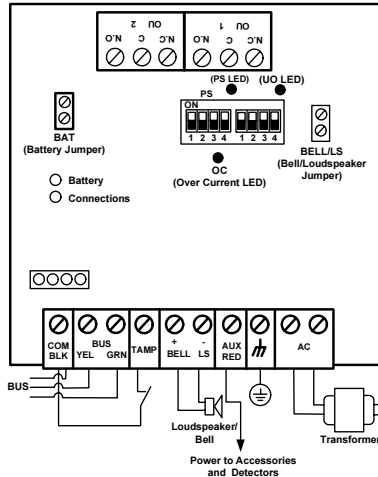 OU 2 OU 1
N.O C N.C N.O C N.C
(PS LED) (UO LED)
PS
ON
1 2 3 4 1 2 3 4
BAT
(Battery Jumper)
OC
(Over Current LED)
BELL/LS
(Bell/Loudspeaker
Jumper)
Battery
Connections
COM BLK
BUS
YEL GRN
TAMP
+ -
BELL LS
AUX RED
AC
BUS
Loudspeaker/
Bell
Transformer
Power to Accessories
and Detectors